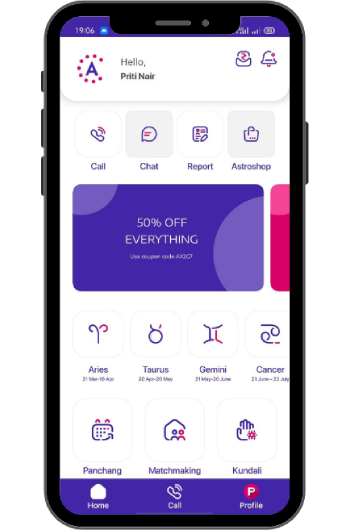 19:06
A
Hello,
Priti Nair
Call Chat Report Astroshop
50% OFF
EVERYTHING
Use coupon code AX2C7
Aries Taurus Gemini Cancer
21 Mar-19 Apr 20 Apr-20 May 21 May-20 June 21 June-22 July
Panchang Matchmaking Kundali
Home Call P Profile